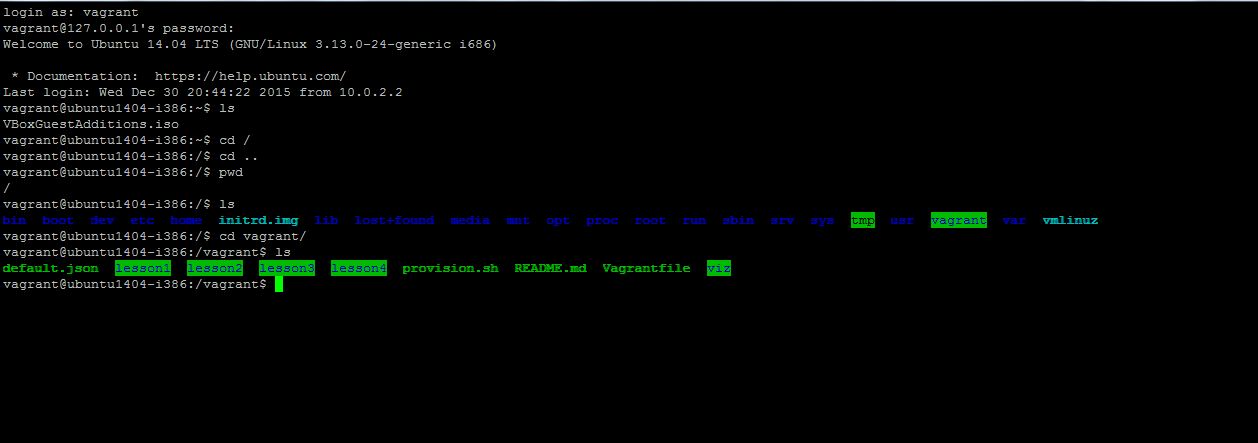 login as: vagrant
vagrant@127.0.0.1's password:
Welcome to Ubuntu 14.04 LTS (GNU/Linux 3.13.0-24-generic i686)
* Documentation:  https://help.ubuntu.com/
Last login: Wed Dec 30 20:44:22 2015 from 10.0.2.2
vagrant@ubuntu1404-i386:~$ ls
VBoxGuestAdditions.iso
vagrant@ubuntu1404-i386:~$ cd /
vagrant@ubuntu1404-i386:/$ cd ..
vagrant@ubuntu1404-i386:/$ pwd
/
vagrant@ubuntu1404-i386:/$ ls
bin  boot  dev  etc  home  initrd.img  lib  lost+found  media  mnt  opt  proc  root  run  sbin  srv  sys  tmp  usr  vagrant  var  vmlinuz
vagrant@ubuntu1404-i386:/$ cd vagrant/
vagrant@ubuntu1404-i386:/vagrant$ ls
default.json  lesson1  lesson2  lesson3  lesson4  provision.sh  README.md  Vagrantfile  viz
vagrant@ubuntu1404-i386:/vagrant$